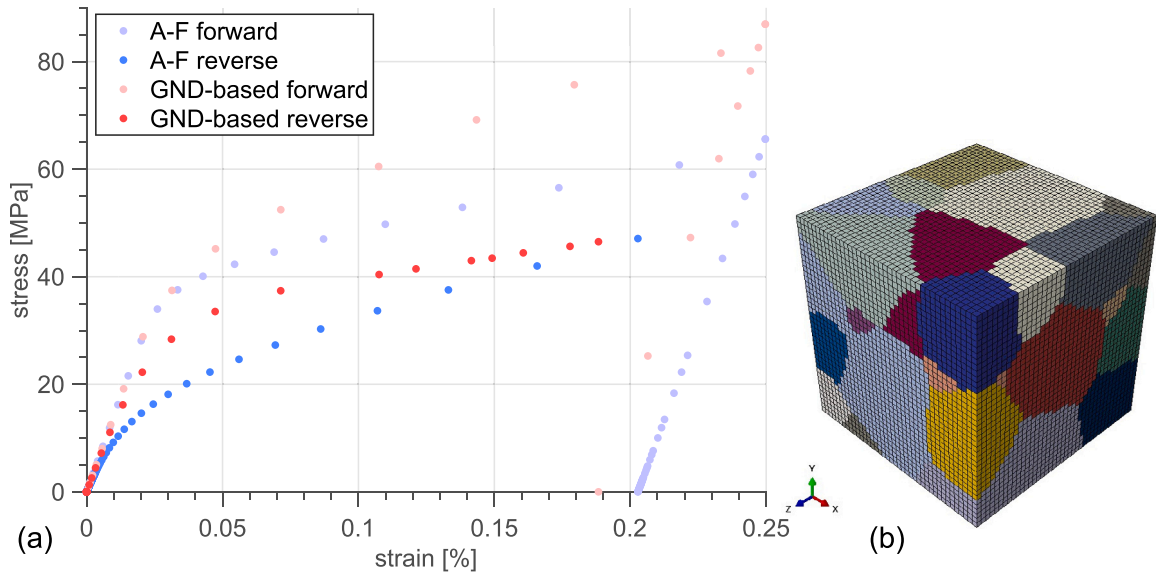 A-F forward
A-F reverse
GND-based forward
GND-based reverse
80
60
40
20
0
stress [MPa]
0 0.05 0.1 0.15 0.2 0.25
strain [%]
(a)
Y
Z X
(b)